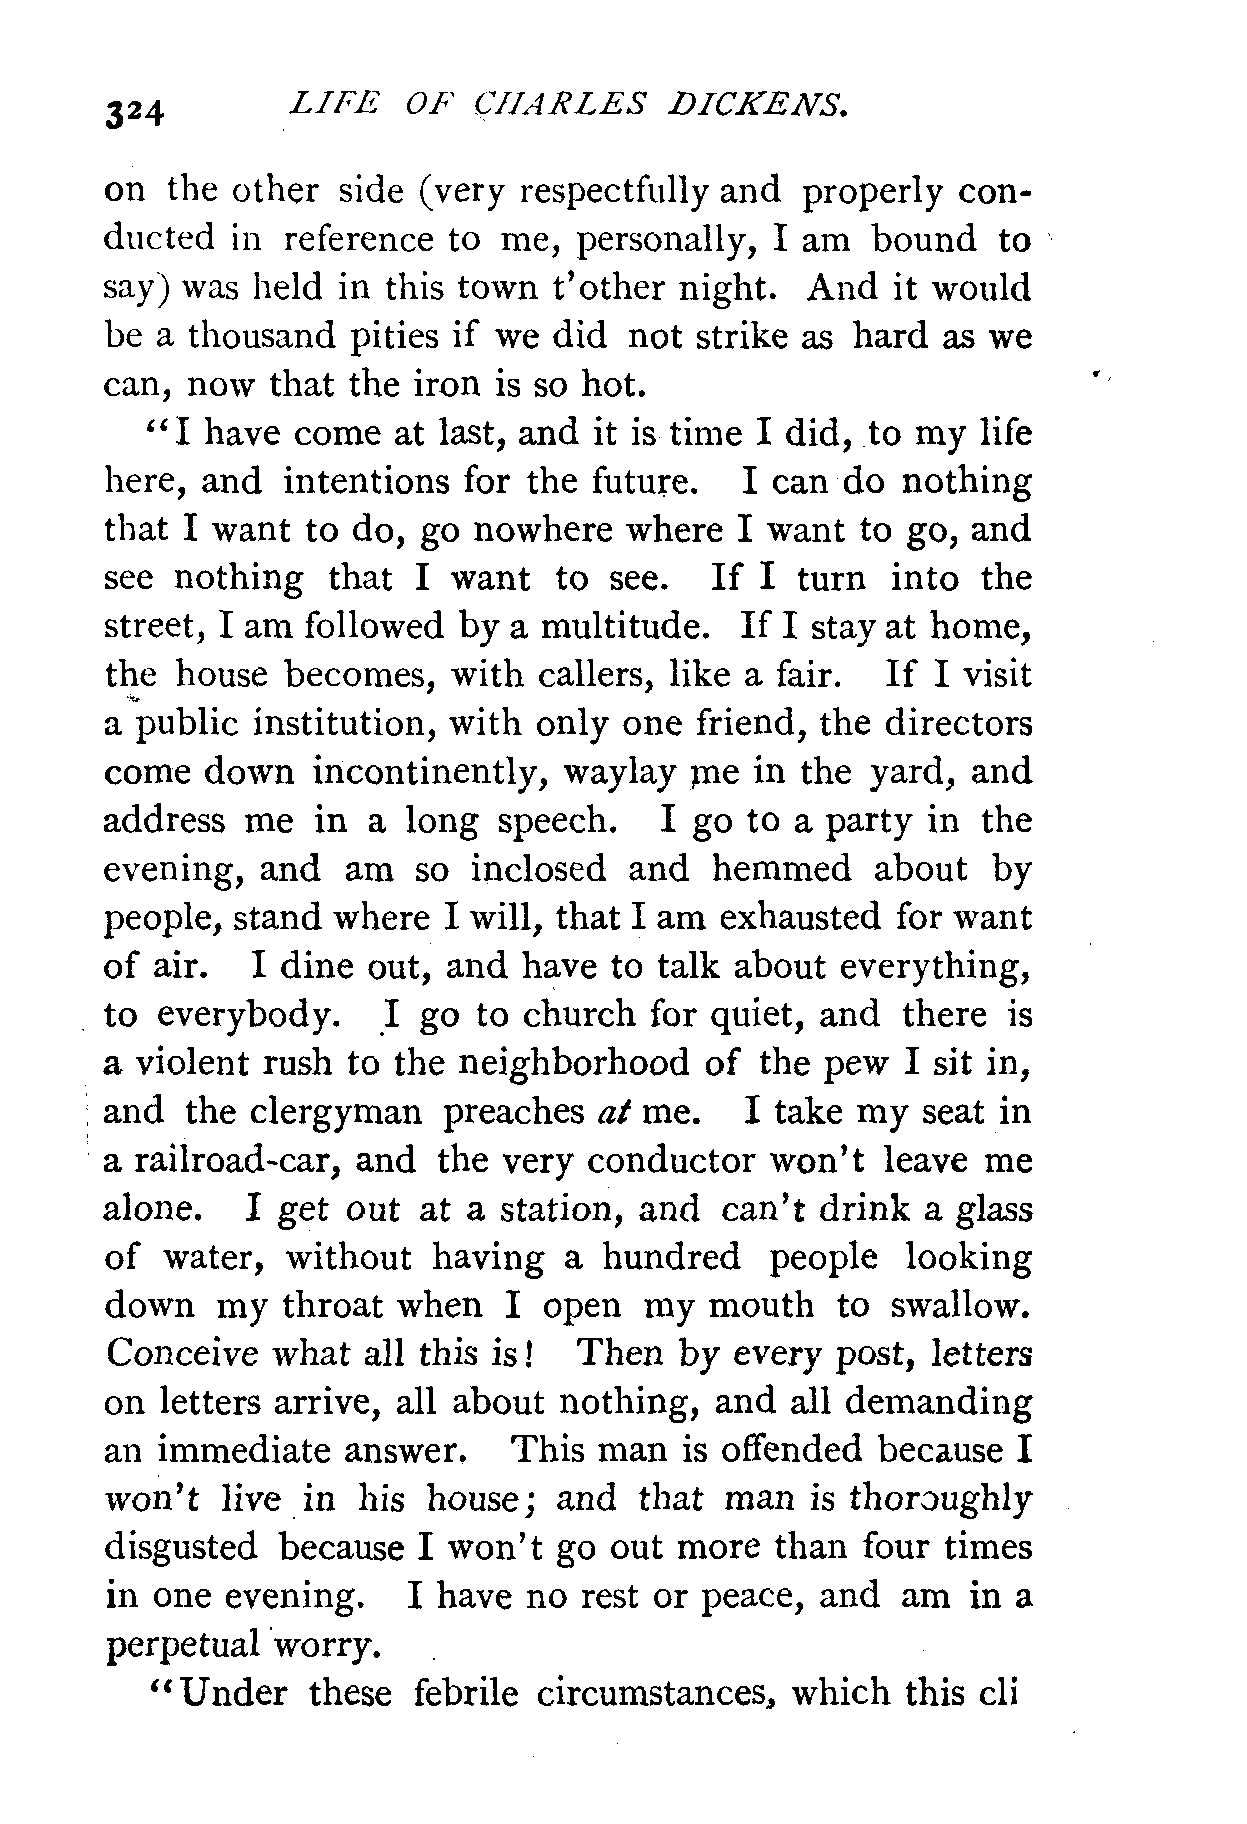 324 LIFE OF CHARLES DICKENS.
on the other side (very respectfully and properly con-
ducted in reference to me, personally, I am bound to
say) was held in this town t'other night. And it would
be a thousand pities if we did not strike as hard as we
can, now that the iron is so hot.
“I have come at last, and it is time I did, to my life
here, and intentions for the future. I can do nothing
that I want to do, go nowhere where I want to go, and
see nothing that I want to see. If I turn into the
street, I am followed by a multitude. If I stay at home,
the house becomes, with callers, like a fair. If I visit
a public institution, with only one friend, the directors
come down incontinently, waylay me in the yard, and
address me in a long speech. I go to a party in the
evening, and am so inclosed and hemmed about by
people, stand where I will, that I am exhausted for want
of air. I dine out, and have to talk about everything,
to everybody. I go to church for quiet, and there is
a violent rush to the neighborhood of the pew I sit in,
and the clergyman preaches at me. I take my seat in
a railroad-car, and the very conductor won't leave me
alone. I get out at a station, and can't drink a glass
of water, without having a hundred people looking
down my throat when I open my mouth to swallow.
Conceive what all this is! Then by every post, letters
on letters arrive, all about nothing, and all demanding
an immediate answer. This man is offended because I
won't live in his house; and that man is thoroughly
disgusted because I won't go out more than four times
in one evening. I have no rest or peace, and am in a
perpetual worry.
“Under these febrile circumstances, which this cli